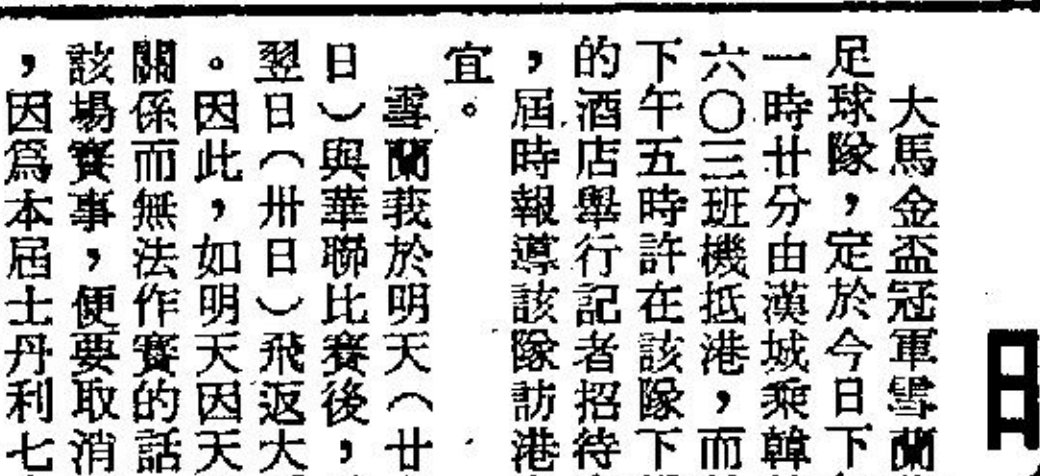 大馬金盃冠軍雪蘭
足球隊，定於今日下
一時廿分由漢城乘韓
六〇三班機抵港，而
下午五時許在該隊下
的酒店舉行記者招待
，屆時報導該隊訪港
宜。
雪蘭莪於明天（廿
日）與華聯比賽後，
翌日（卅日）飛返大
。因此，如明天因天
關係而無法作賽的話
該場賽事，便要取消
，因爲本屆士丹利七